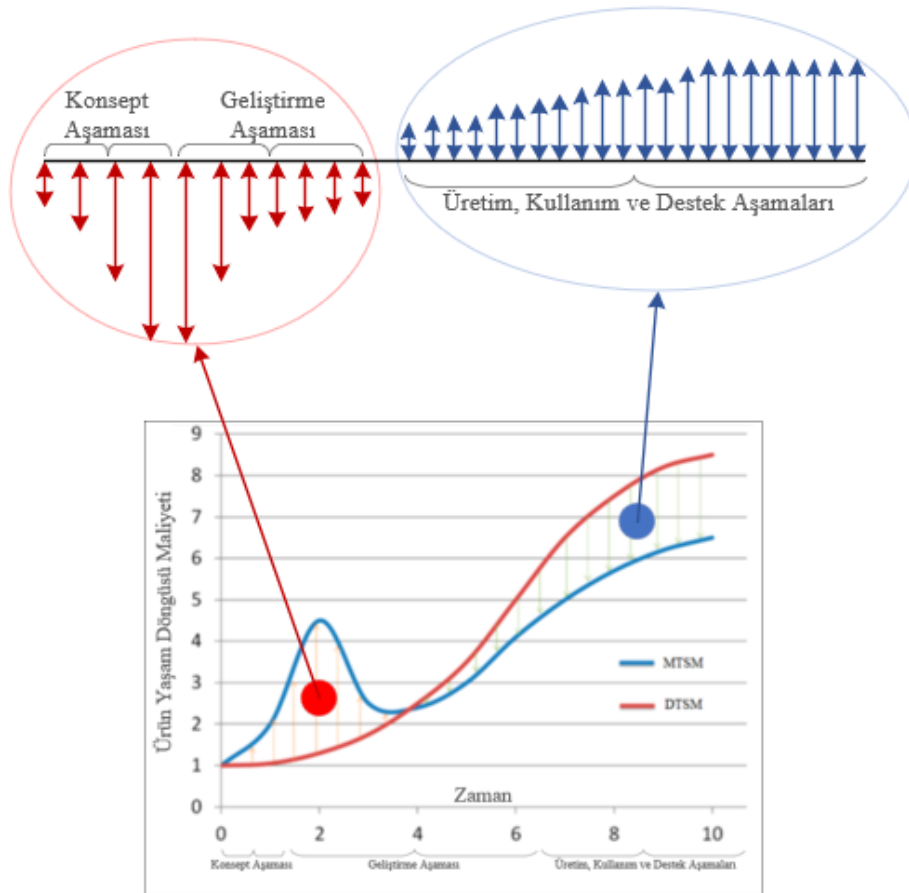 Konsept
Aşaması
Geliştirme
Aşaması
Üretim, Kullanım ve Destek Aşamaları
Ürün Yaşam Döngüsü Maliyeti
9
8
7
6
5
4
3
2
1
0
MTSM
DTSM
Zaman
0 2 4 6 8 10
Konsept Aşaması Geliştirme Aşaması Üretim, Kullanım ve Destek Aşamaları